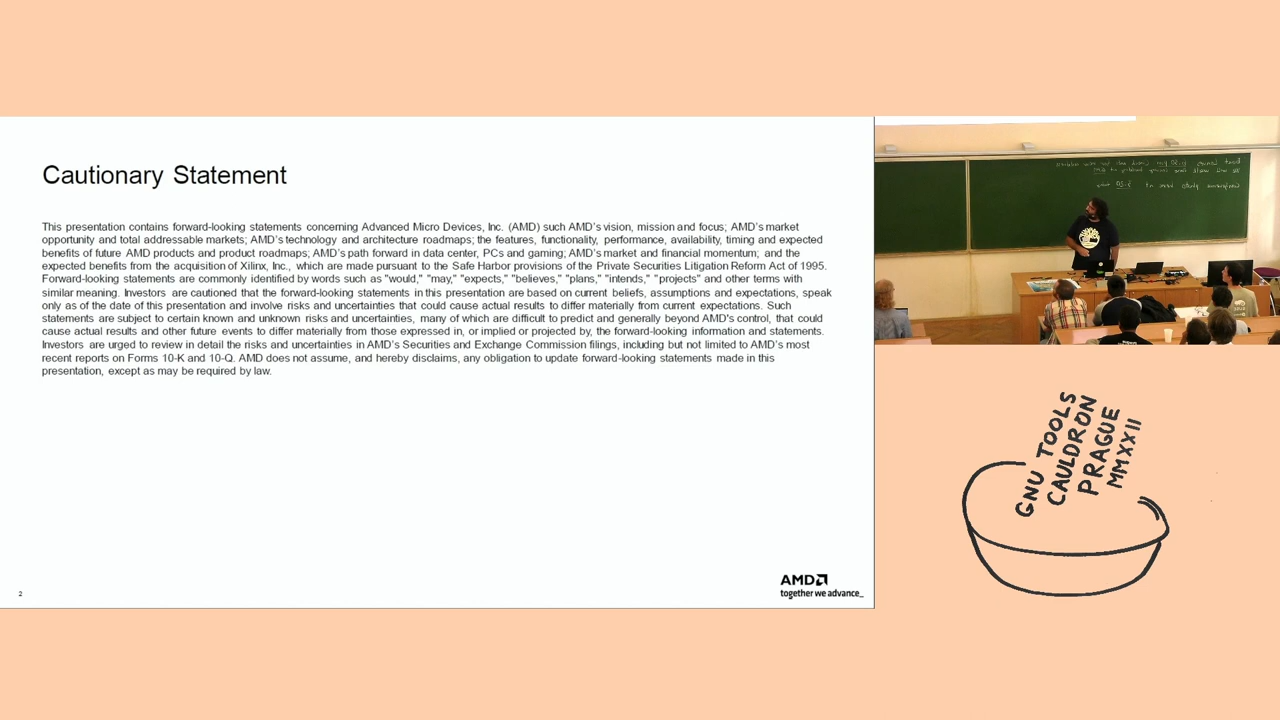 Cautionary Statement
This presentation contains forward-looking statements concerning Advanced Micro Devices, Inc. (AMD) such AMD's vision, mission and focus; AMD's market
opportunity and total addressable markets; AMD's technology and architecture roadmaps; the features, functionality, performance, availability, timing and expected
benefits of future AMD products and product roadmaps; AMD's path forward in data center, PCs and gaming; AMD's market and financial momentum; and the
expected benefits from the acquisition of Xilinx, Inc., which are made pursuant to the Safe Harbor provisions of the Private Securities Litigation Reform Act of 1995.
Forward-looking statements are commonly identified by words such as "would," "may," "expects," "believes," "plans," "intends," "projects" and other terms with
similar meaning. Investors are cautioned that the forward-looking statements in this presentation are based on current beliefs, assumptions and expectations, speak
only as of the date of this presentation and involve risks and uncertainties that could cause actual results to differ materially from current expectations. Such
statements are subject to certain known and unknown risks and uncertainties, many of which are difficult to predict and generally beyond AMD's control, that could
cause actual results and other future events to differ materially from those expressed in, or implied or projected by, the forward-looking information and statements.
Investors are urged to review in detail the risks and uncertainties in AMD's Securities and Exchange Commission filings, including but not limited to AMD's most
recent reports on Forms 10-K and 10-Q. AMD does not assume, and hereby disclaims, any obligation to update forward-looking statements made in this
presentation, except as may be required by law.
2
AMD
together we advance_
GNU TOOLS
CAULDRON
PRAGUE
MMXXII